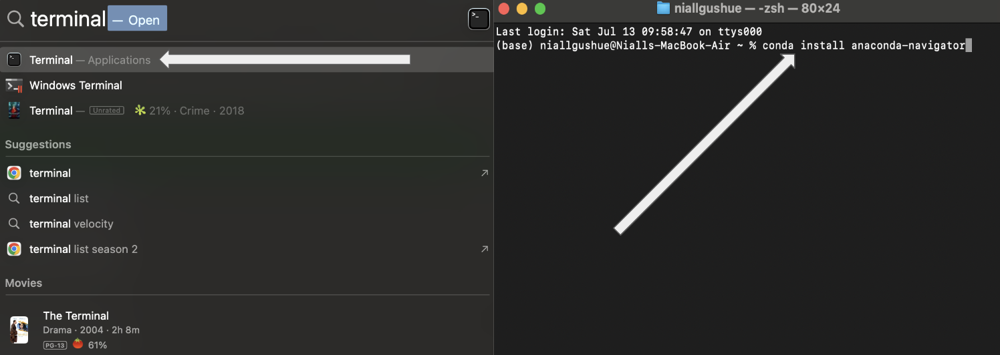 terminal — Open
Terminal — Applications
Windows Terminal
Terminal — Unrated 21% · Crime · 2018
Suggestions
terminal
terminal list
terminal velocity
terminal list season 2
Movies
The Terminal
Drama · 2004 · 2h 8m
PG-13 61%
niallgushue — -zsh — 80×24
Last login: Sat Jul 13 09:58:47 on ttys000
(base) niallgushue@Nialls-MacBook-Air ~ % conda install anaconda-navigator